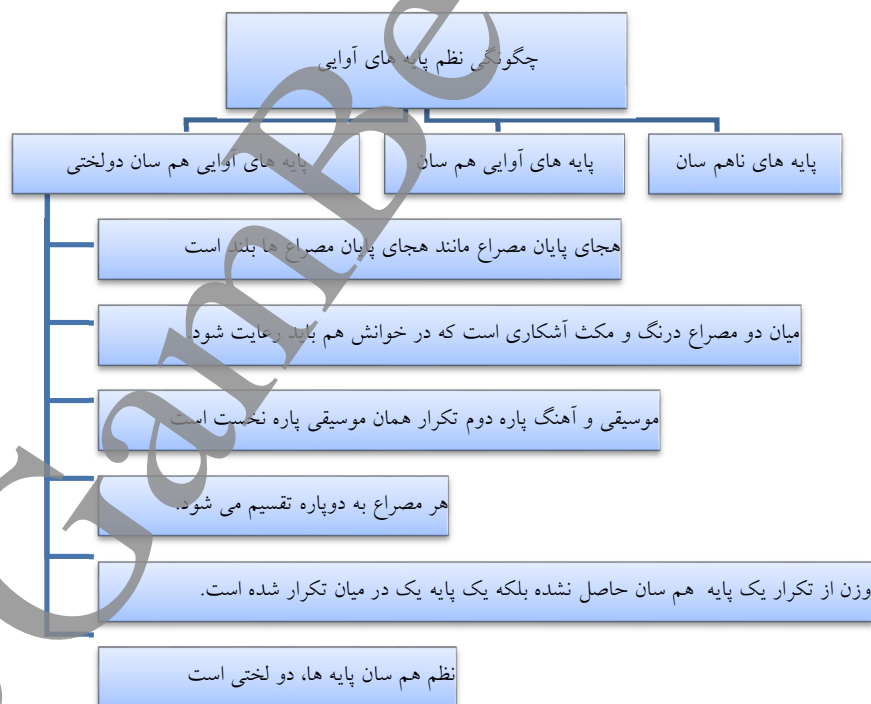 چگونگی نظم پایه های آوایی
پایه های ناهم سان
پایه های آوایی هم سان
پایه های آوایی هم سان دولختی
هجای پایان مصراع مانند هجای پایان مصراع ها بلند است
میان دو مصراع درنگ و مکث آشکاری است که در خوانش هم باید رعایت شود
موسیقی و آهنگ پاره دوم تکرار همان موسیقی پاره نخست است
هر مصراع به دوپاره تقسیم می شود.
وزن از تکرار یک پایه هم سان حاصل نشده بلکه یک پایه یک در میان تکرار شده است.
نظم هم سان پایه ها، دو لختی است
GamBe